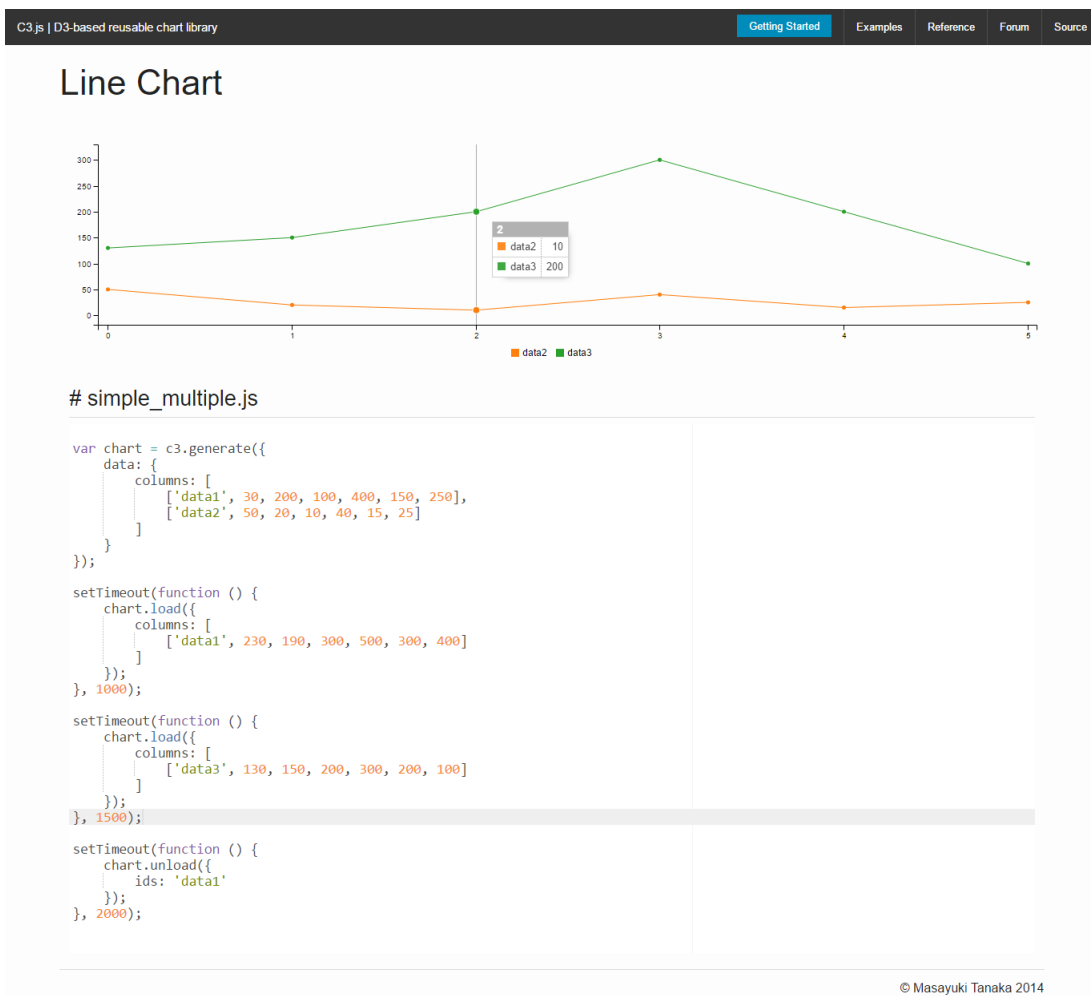 C3.js | D3-based reusable chart library
Getting Started
Examples
Reference
Forum
Source
Line Chart
300
250
200
150
100
50
0
2
data2 10
data3 200
0 1 2 3 4 5
data2 data3
# simple_multiple.js
var chart = c3.generate({
    data: {
        columns: [
            ['data1', 30, 200, 100, 400, 150, 250],
            ['data2', 50, 20, 10, 40, 15, 25]
        ]
    }
});
setTimeout(function () {
    chart.load({
        columns: [
            ['data1', 230, 190, 300, 500, 300, 400]
        ]
    });
}, 1000);
setTimeout(function () {
    chart.load({
        columns: [
            ['data3', 130, 150, 200, 300, 200, 100]
        ]
    });
}, 1500);
setTimeout(function () {
    chart.unload({
        ids: 'data1'
    });
}, 2000);
© Masayuki Tanaka 2014